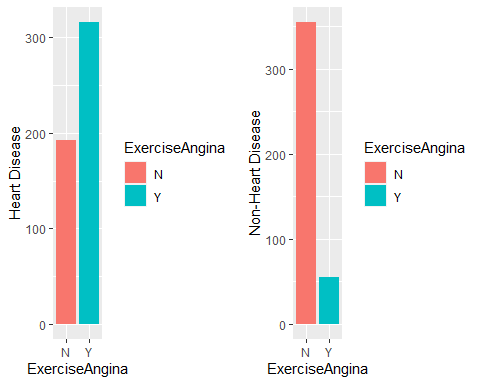 Heart Disease
300
200
100
0
N Y
ExerciseAngina
ExerciseAngina
N
Y
Non-Heart Disease
300
200
100
0
N Y
ExerciseAngina
ExerciseAngina
N
Y